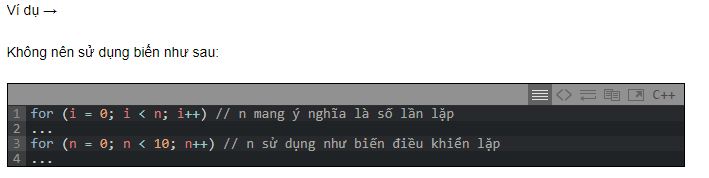 Ví dụ →
Không nên sử dụng biến như sau:
C++
1 for (i = 0; i < n; i++) // n mang ý nghĩa là số lần lặp
2 ...
3 for (n = 0; n < 10; n++) // n sử dụng như biến điều khiển lặp
4 ...